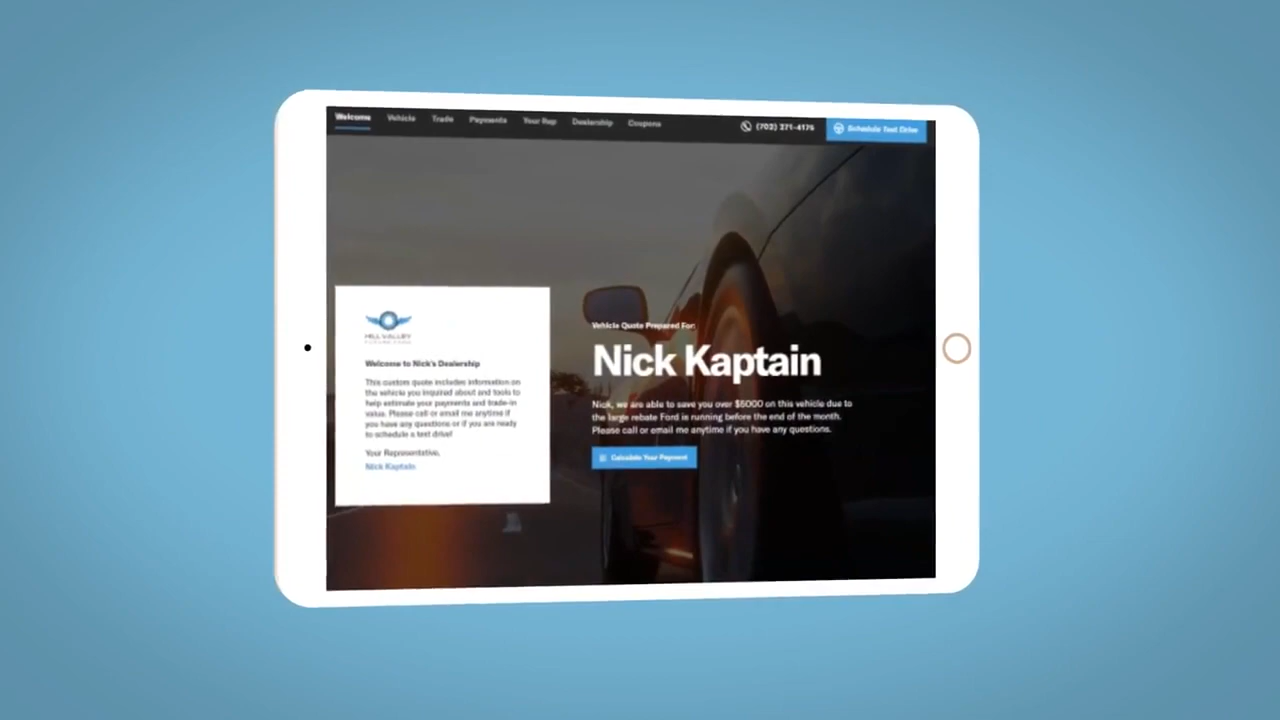 Welcome Vehicle Trade Payments Your Rep Dealership Coupons (702) 271-4175 Schedule Test Drive
HILL VALLEY
Welcome to Nick's Dealership
This custom quote includes information on
the vehicle you inquired about and tools to
help estimate your payments and trade-in
value. Please call or email me anytime if
you have any questions or if you are ready
to schedule a test drive!
Your Representative,
Nick Kaptain
Vehicle Quote Prepared For:
Nick Kaptain
Nick, we are able to save you over $5000 on this vehicle due to
the large rebate Ford is running before the end of the month.
Please call or email me anytime if you have any questions.
Calculate Your Payment